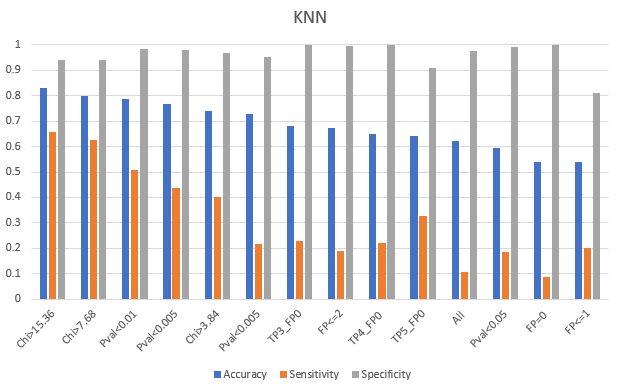 KNN
1
0.9
0.8
0.7
0.6
0.5
0.4
0.3
0.2
0.1
0
Chi>15.36
Chi>7.68
Pval<0.01
Pval<0.005
Chi>3.84
Pval<0.005
TP3_FP0
FP<=2
TP4_FP0
TP5_FP0
All
Pval<0.05
FP=0
FP<=1
Accuracy Sensitivity Specificity